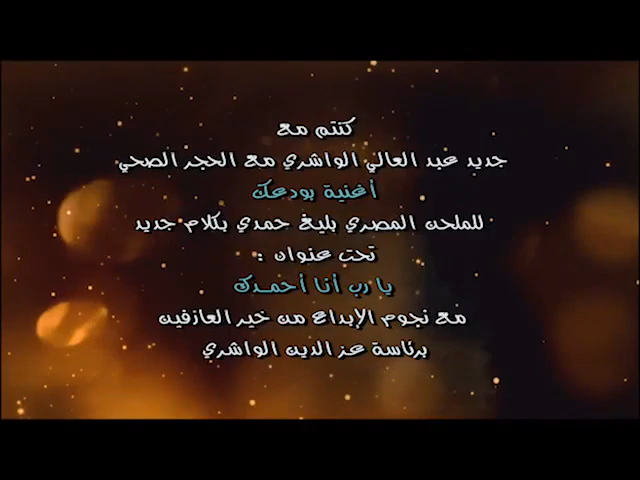 كنتم مع
جديد عبد العالي الواشري مع الحجر الصحي
أغنية بودعك
للملحن المصري بليغ حمدي بكلام جديد
تحت عنوان :
يا رب أنا أحمدك
مع نجوم الإبداع من خير العازفين
برئاسة عز الدين الواشري